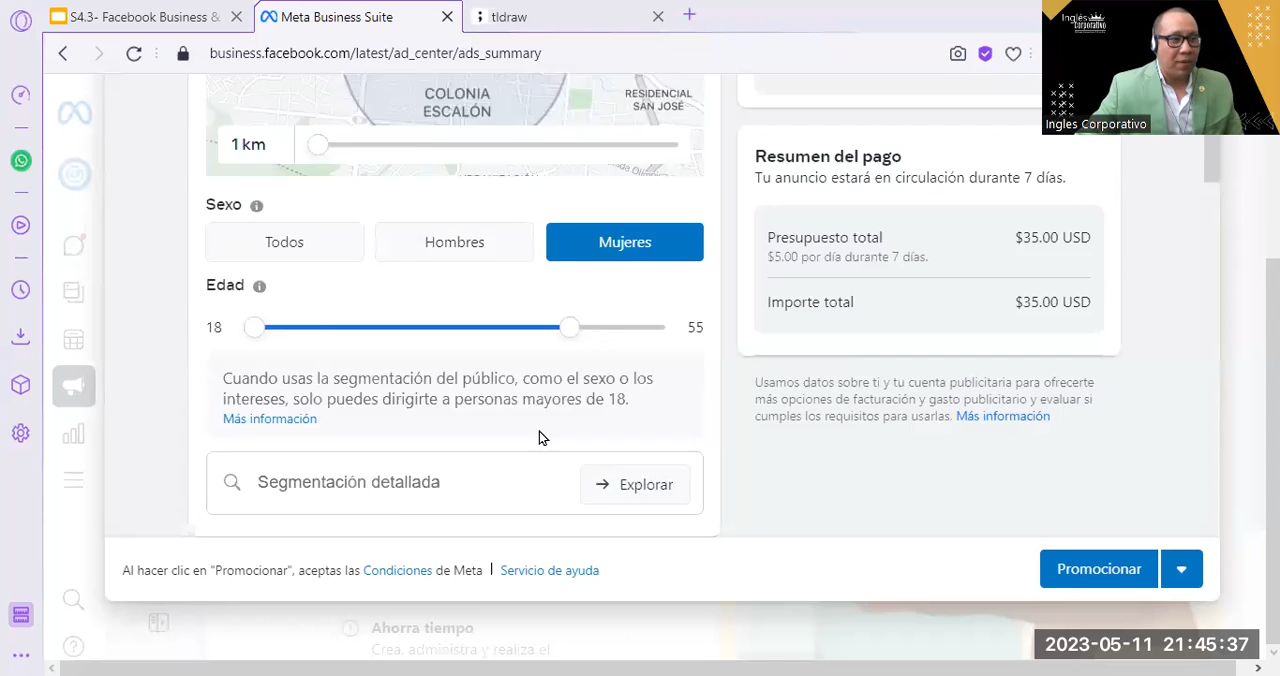 S4.3- Facebook Business &
Meta Business Suite
tldraw
business.facebook.com/latest/ad_center/ads_summary
Inglés
Corporativo
Ingles Corporativo
COLONIA
ESCALÓN
RESIDENCIAL
SAN JOSÉ
1 km
Sexo
Todos
Hombres
Mujeres
Edad
18
55
Cuando usas la segmentación del público, como el sexo o los
intereses, solo puedes dirigirte a personas mayores de 18.
Más información
Segmentación detallada
Explorar
Resumen del pago
Tu anuncio estará en circulación durante 7 días.
Presupuesto total
$35.00 USD
$5.00 por día durante 7 días.
Importe total
$35.00 USD
Usamos datos sobre ti y tu cuenta publicitaria para ofrecerte
más opciones de facturación y gasto publicitario y evaluar si
cumples los requisitos para usarlas. Más información
Al hacer clic en "Promocionar", aceptas las Condiciones de Meta
Servicio de ayuda
Promocionar
Ahorra tiempo
Crea, administra y realiza el
2023-05-11 21:45:37